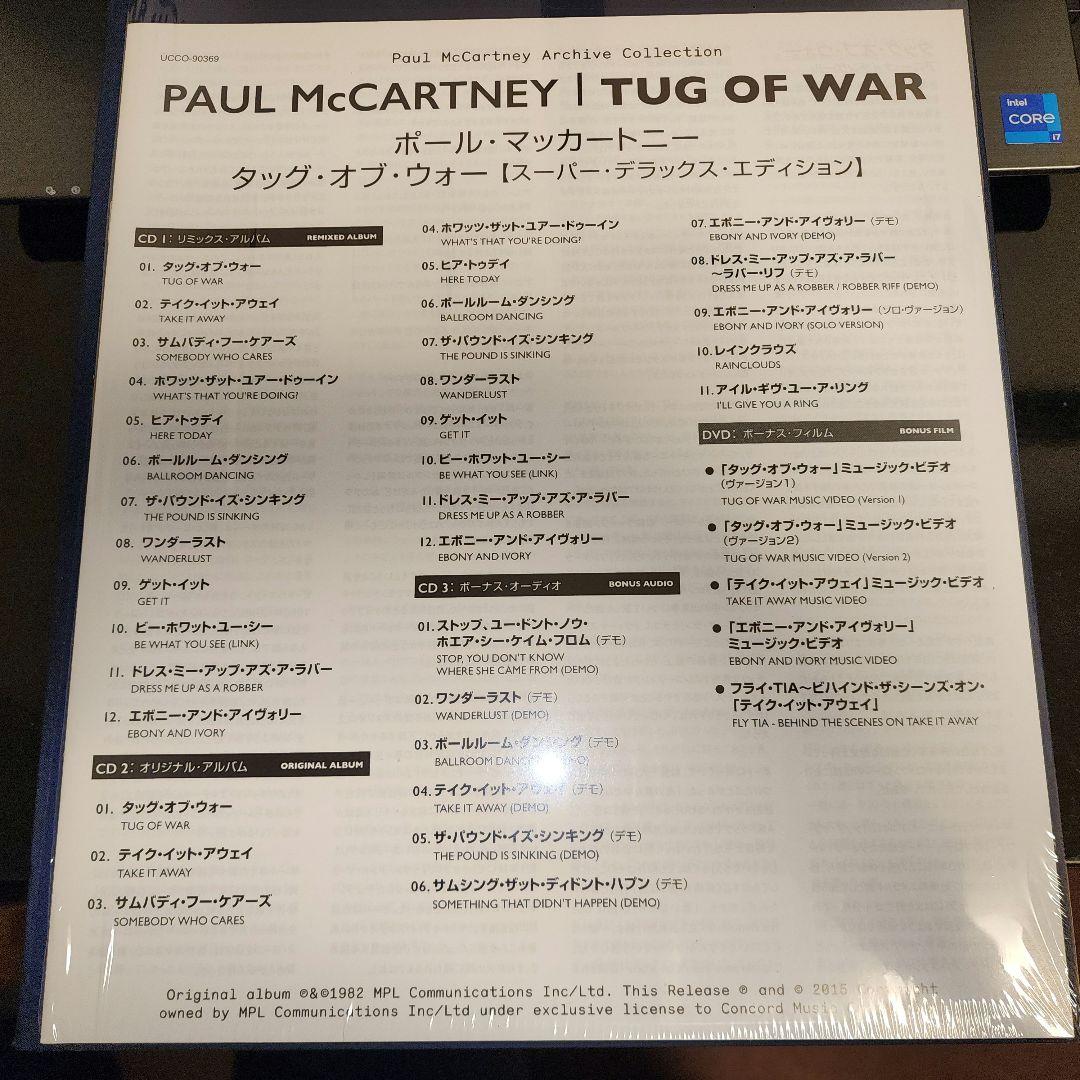 UCCO-90369
Paul McCartney Archive Collection
PAUL McCARTNEY | TUG OF WAR
ポール・マッカートニー
タッグ・オブ・ウォー【スーパー・デラックス・エディション】
intel
CORE
i7
CD 1: リミックス・アルバム REMIXED ALBUM
01. タッグ・オブ・ウォー
TUG OF WAR
02. テイク・イット・アウェイ
TAKE IT AWAY
03. サムバディ・フー・ケアーズ
SOMEBODY WHO CARES
04. ホワッツ・ザット・ユアー・ドゥーイン
WHAT'S THAT YOU'RE DOING?
05. ヒア・トゥデイ
HERE TODAY
06. ボールルーム・ダンシング
BALLROOM DANCING
07. ザ・パウンド・イズ・シンキング
THE POUND IS SINKING
08. ワンダーラスト
WANDERLUST
09. ゲット・イット
GET IT
10. ビー・ホワット・ユー・シー
BE WHAT YOU SEE (LINK)
11. ドレス・ミー・アップ・アズ・ア・ラバー
DRESS ME UP AS A ROBBER
12. エボニー・アンド・アイヴォリー
EBONY AND IVORY
CD 2: オリジナル・アルバム ORIGINAL ALBUM
01. タッグ・オブ・ウォー
TUG OF WAR
02. テイク・イット・アウェイ
TAKE IT AWAY
03. サムバディ・フー・ケアーズ
SOMEBODY WHO CARES
04. ホワッツ・ザット・ユアー・ドゥーイン
WHAT'S THAT YOU'RE DOING?
05. ヒア・トゥデイ
HERE TODAY
06. ボールルーム・ダンシング
BALLROOM DANCING
07. ザ・パウンド・イズ・シンキング
THE POUND IS SINKING
08. ワンダーラスト
WANDERLUST
09. ゲット・イット
GET IT
10. ビー・ホワット・ユー・シー
BE WHAT YOU SEE (LINK)
11. ドレス・ミー・アップ・アズ・ア・ラバー
DRESS ME UP AS A ROBBER
12. エボニー・アンド・アイヴォリー
EBONY AND IVORY
CD 3: ボーナス・オーディオ BONUS AUDIO
01. ストップ、ユー・ドント・ノウ・
ホエア・シー・ケイム・フロム（デモ）
STOP, YOU DON'T KNOW
WHERE SHE CAME FROM (DEMO)
02. ワンダーラスト（デモ）
WANDERLUST (DEMO)
03. ボールルーム・ダンシング（デモ）
BALLROOM
04. テイク・イット・アウェイ（デモ）
TAKE IT AWAY (DEMO)
05. ザ・パウンド・イズ・シンキング（デモ）
THE POUND IS SINKING (DEMO)
06. サムシング・ザット・ディドント・ハプン（デモ）
SOMETHING THAT DIDN'T HAPPEN (DEMO)
07. エボニー・アンド・アイヴォリー（デモ）
EBONY AND IVORY (DEMO)
08. ドレス・ミー・アップ・アズ・ア・ラバー
〜ラバー・リフ（デモ）
DRESS ME UP AS A ROBBER / ROBBER RIFF (DEMO)
09. エボニー・アンド・アイヴォリー（ソロ・ヴァージョン）
EBONY AND IVORY (SOLO VERSION)
10. レインクラウズ
RAINCLOUDS
11. アイル・ギヴ・ユー・ア・リング
I'LL GIVE YOU A RING
DVD: ボーナス・フィルム BONUS FILM
● 「タッグ・オブ・ウォー」ミュージック・ビデオ
（ヴァージョン1）
TUG OF WAR MUSIC VIDEO (Version 1)
● 「タッグ・オブ・ウォー」ミュージック・ビデオ
（ヴァージョン2）
TUG OF WAR MUSIC VIDEO (Version 2)
● 「テイク・イット・アウェイ」ミュージック・ビデオ
TAKE IT AWAY MUSIC VIDEO
● 「エボニー・アンド・アイヴォリー」
ミュージック・ビデオ
EBONY AND IVORY MUSIC VIDEO
● フライ・TIA〜ビハインド・ザ・シーンズ・オン・
「テイク・イット・アウェイ」
FLY TIA - BEHIND THE SCENES ON TAKE IT AWAY
Original album ℗&©1982 MPL Communications Inc/Ltd. This Release ℗ and © 2015 Copyright
owned by MPL Communications Inc/Ltd under exclusive license to Concord Music